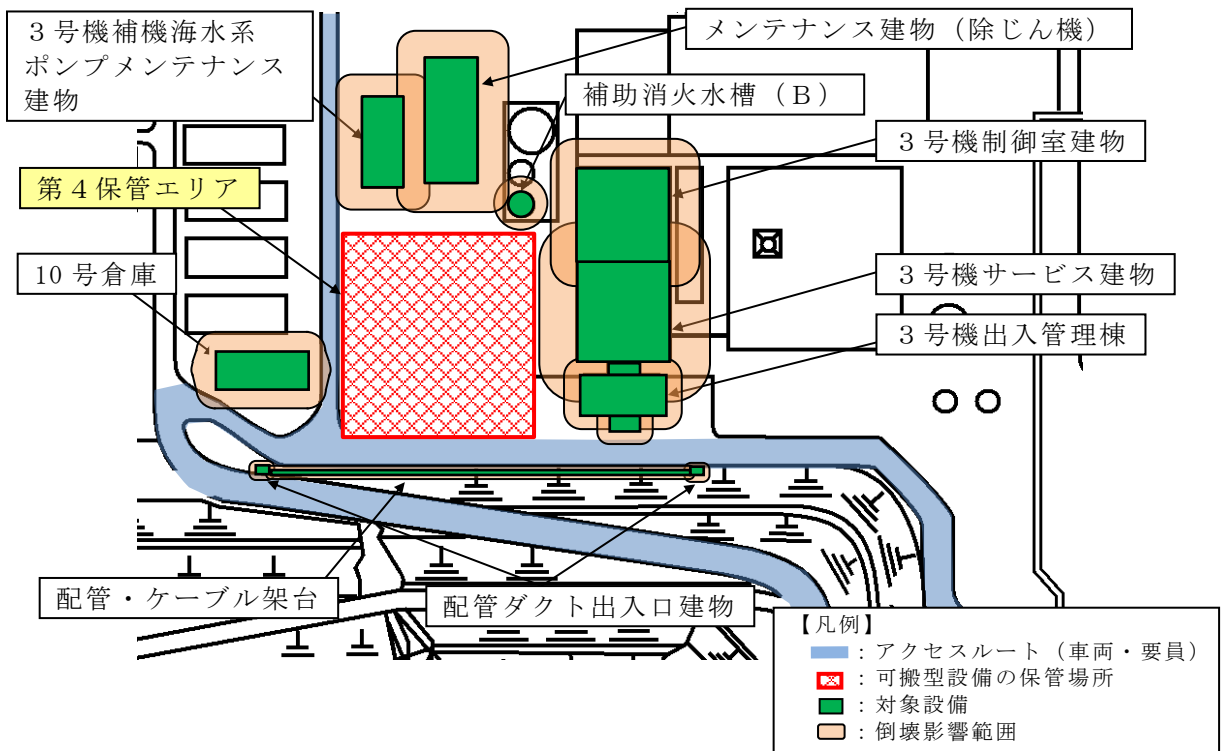 ３号機補機海水系
ポンプメンテナンス
建物
メンテナンス建物（除じん機）
補助消火水槽（Ｂ）
３号機制御室建物
第４保管エリア
10 号倉庫
３号機サービス建物
３号機出入管理棟
配管・ケーブル架台
配管ダクト出入口建物
【凡例】
：アクセスルート（車両・要員）
：可搬型設備の保管場所
：対象設備
：倒壊影響範囲